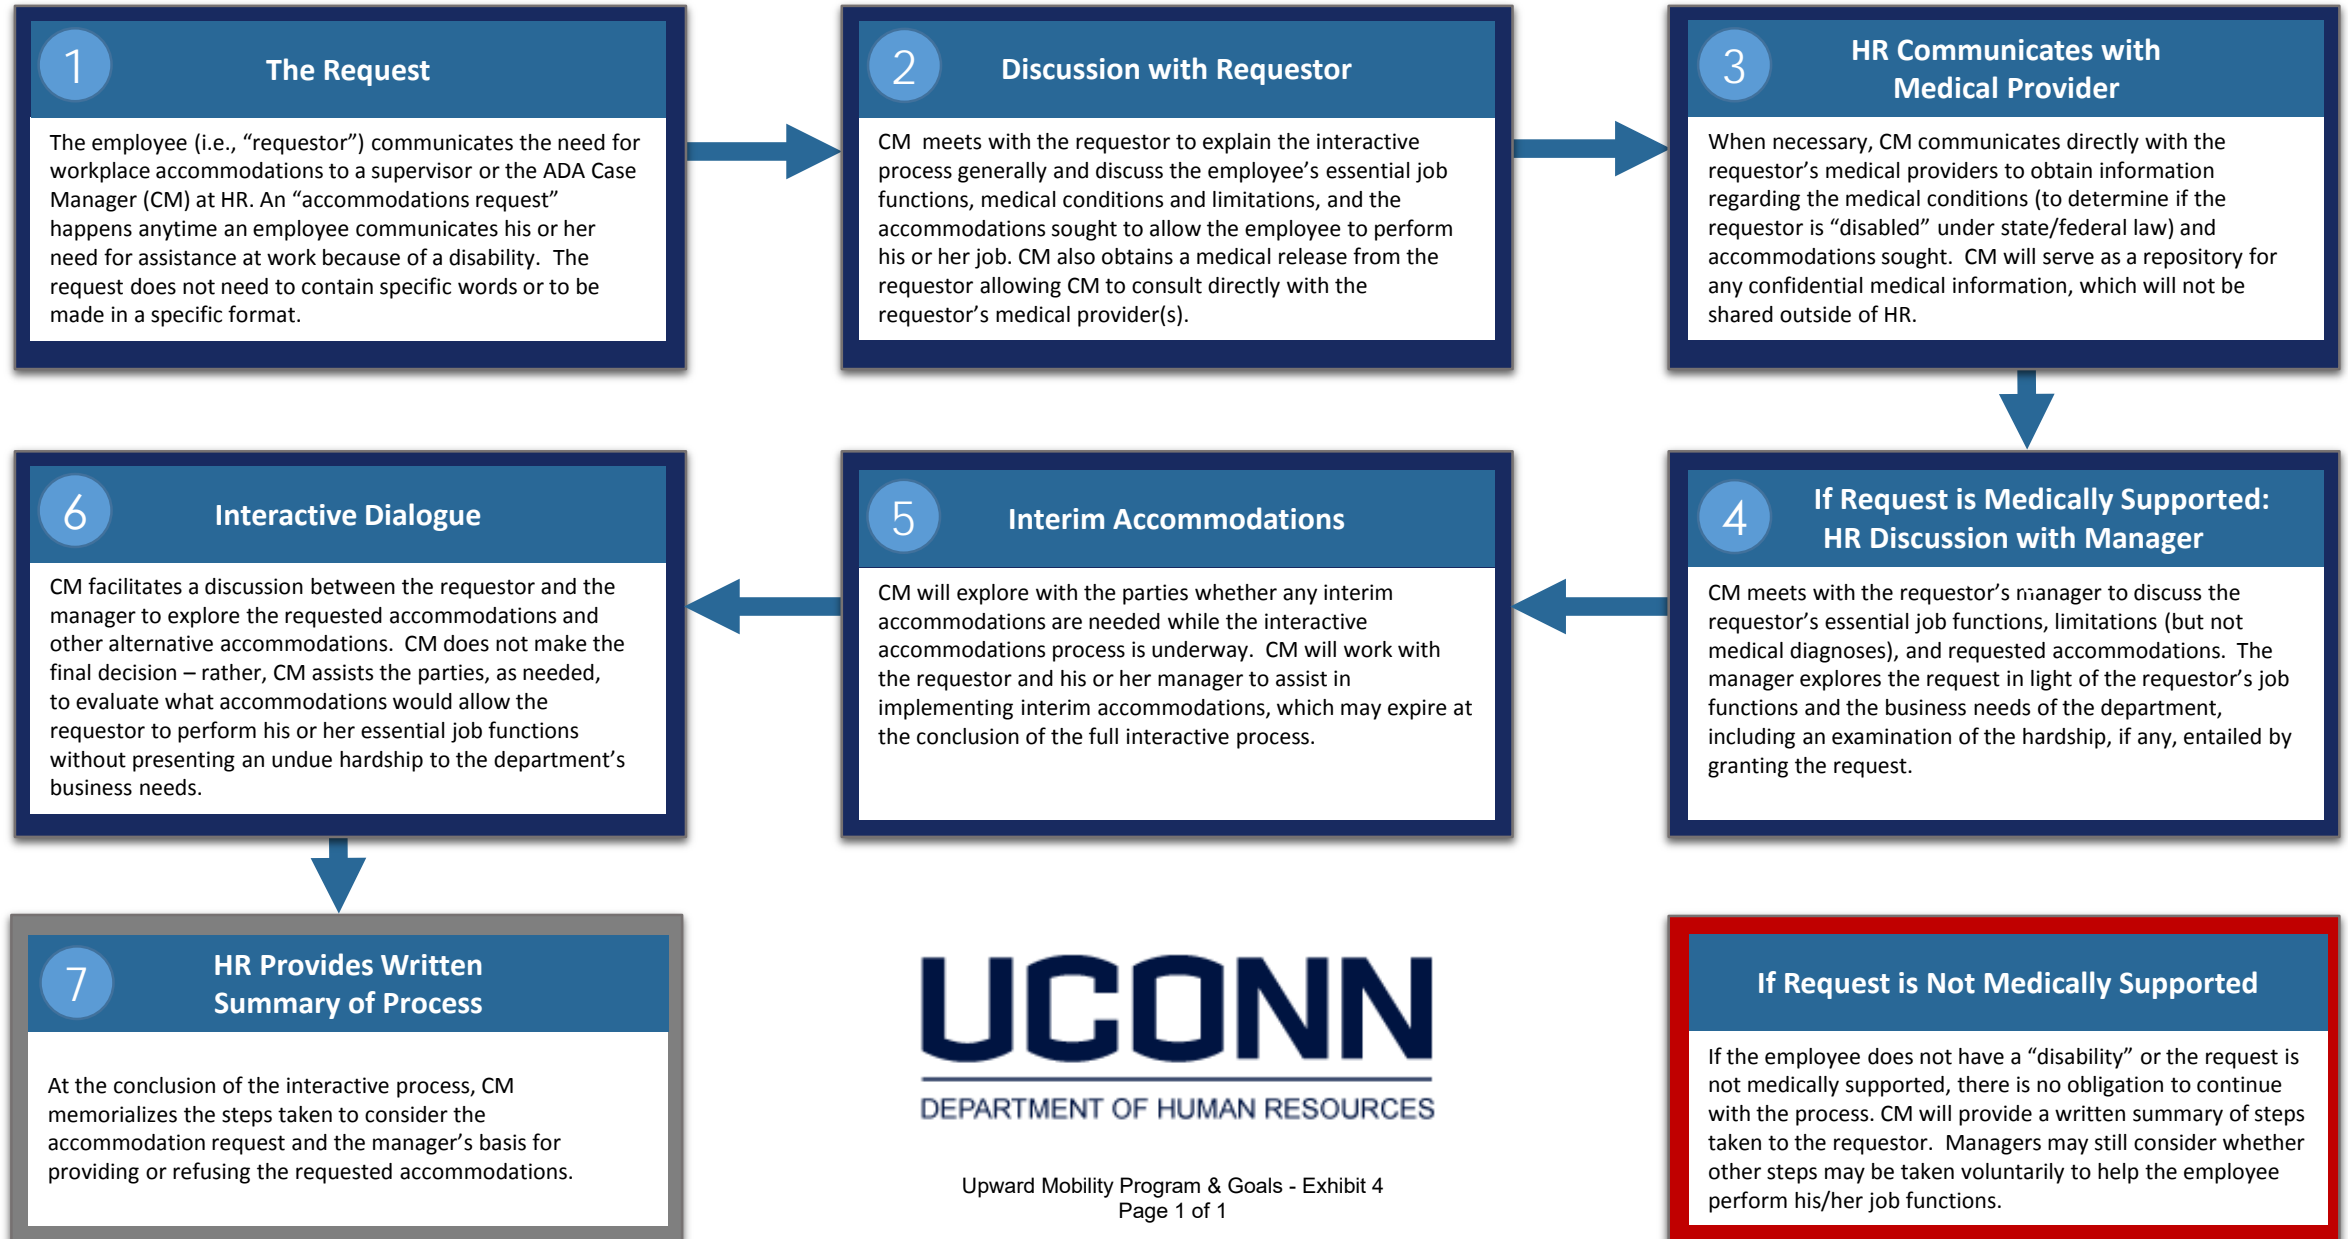 1
The Request
The employee (i.e., “requestor”) communicates the need for
workplace accommodations to a supervisor or the ADA Case
Manager (CM) at HR. An “accommodations request”
happens anytime an employee communicates his or her
need for assistance at work because of a disability.  The
request does not need to contain specific words or to be
made in a specific format.
2
Discussion with Requestor
CM  meets with the requestor to explain the interactive
process generally and discuss the employee’s essential job
functions, medical conditions and limitations, and the
accommodations sought to allow the employee to perform
his or her job. CM also obtains a medical release from the
requestor allowing CM to consult directly with the
requestor’s medical provider(s).
3
HR Communicates with
Medical Provider
When necessary, CM communicates directly with the
requestor’s medical providers to obtain information
regarding the medical conditions (to determine if the
requestor is “disabled” under state/federal law) and
accommodations sought.  CM will serve as a repository for
any confidential medical information, which will not be
shared outside of HR.
4
If Request is Medically Supported:
HR Discussion with Manager
CM meets with the requestor’s manager to discuss the
requestor’s essential job functions, limitations (but not
medical diagnoses), and requested accommodations.  The
manager explores the request in light of the requestor’s job
functions and the business needs of the department,
including an examination of the hardship, if any, entailed by
granting the request.
5
Interim Accommodations
CM will explore with the parties whether any interim
accommodations are needed while the interactive
accommodations process is underway.  CM will work with
the requestor and his or her manager to assist in
implementing interim accommodations, which may expire at
the conclusion of the full interactive process.
6
Interactive Dialogue
CM facilitates a discussion between the requestor and the
manager to explore the requested accommodations and
other alternative accommodations.  CM does not make the
final decision – rather, CM assists the parties, as needed,
to evaluate what accommodations would allow the
requestor to perform his or her essential job functions
without presenting an undue hardship to the department’s
business needs.
7
HR Provides Written
Summary of Process
At the conclusion of the interactive process, CM
memorializes the steps taken to consider the
accommodation request and the manager’s basis for
providing or refusing the requested accommodations.
UCONN
DEPARTMENT OF HUMAN RESOURCES
Upward Mobility Program & Goals - Exhibit 4
Page 1 of 1
If Request is Not Medically Supported
If the employee does not have a “disability” or the request is
not medically supported, there is no obligation to continue
with the process. CM will provide a written summary of steps
taken to the requestor.  Managers may still consider whether
other steps may be taken voluntarily to help the employee
perform his/her job functions.